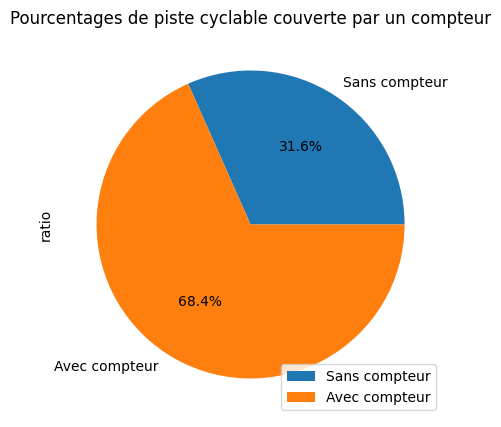 Pourcentages de piste cyclable couverte par un compteur
Sans compteur
31.6%
ratio
68.4%
Avec compteur
Sans compteur
Avec compteur